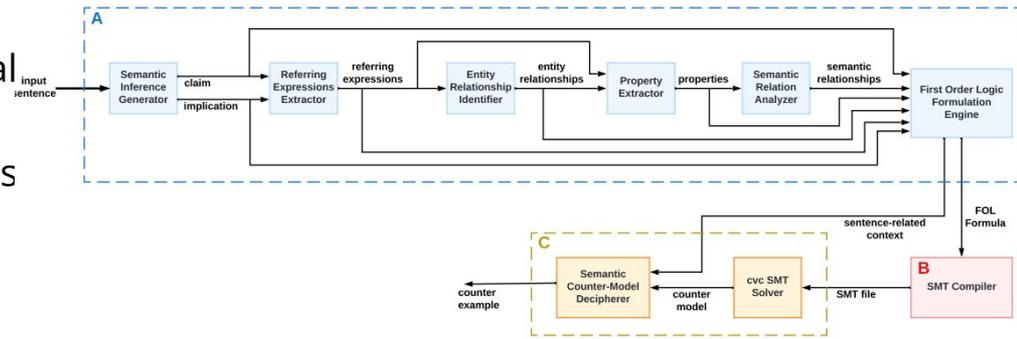 A
al
s
input
sentence
Semantic
Inference
Generator
claim
implication
Referring
Expressions
Extractor
referring
expressions
Entity
Relationship
Identifier
entity
relationships
Property
Extractor
properties
Semantic
Relation
Analyzer
semantic
relationships
First Order Logic
Formulation
Engine
sentence-related
context
FOL
Formula
C
Semantic
Counter-Model
Decipherer
cvc SMT
Solver
B
SMT Compiler
counter
example
counter
model
SMT file